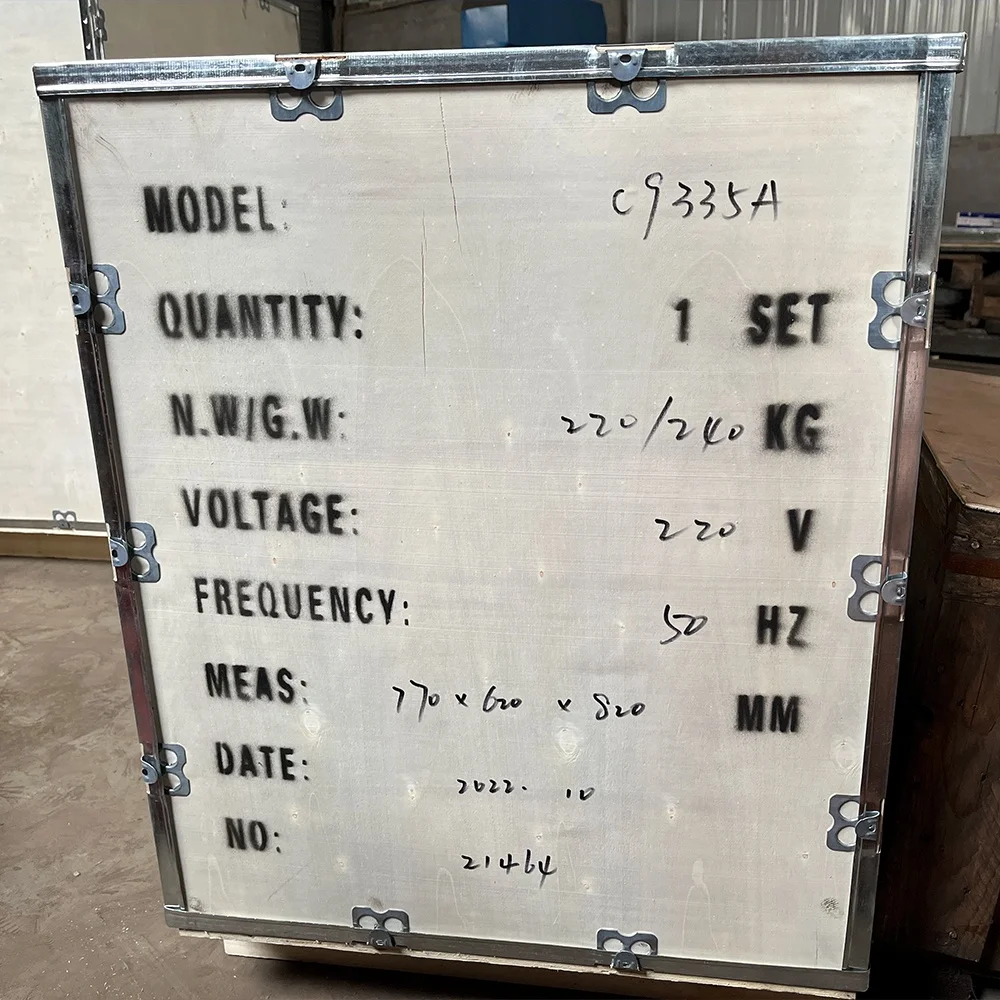 MODEL: C9335A
QUANTITY: 1 SET
N.W/G.W: 220/240 KG
VOLTAGE: 220 V
FREQUENCY: 50 HZ
MEAS: 770 x 620 x 820 MM
DATE: 2022. 10
NO: 21464